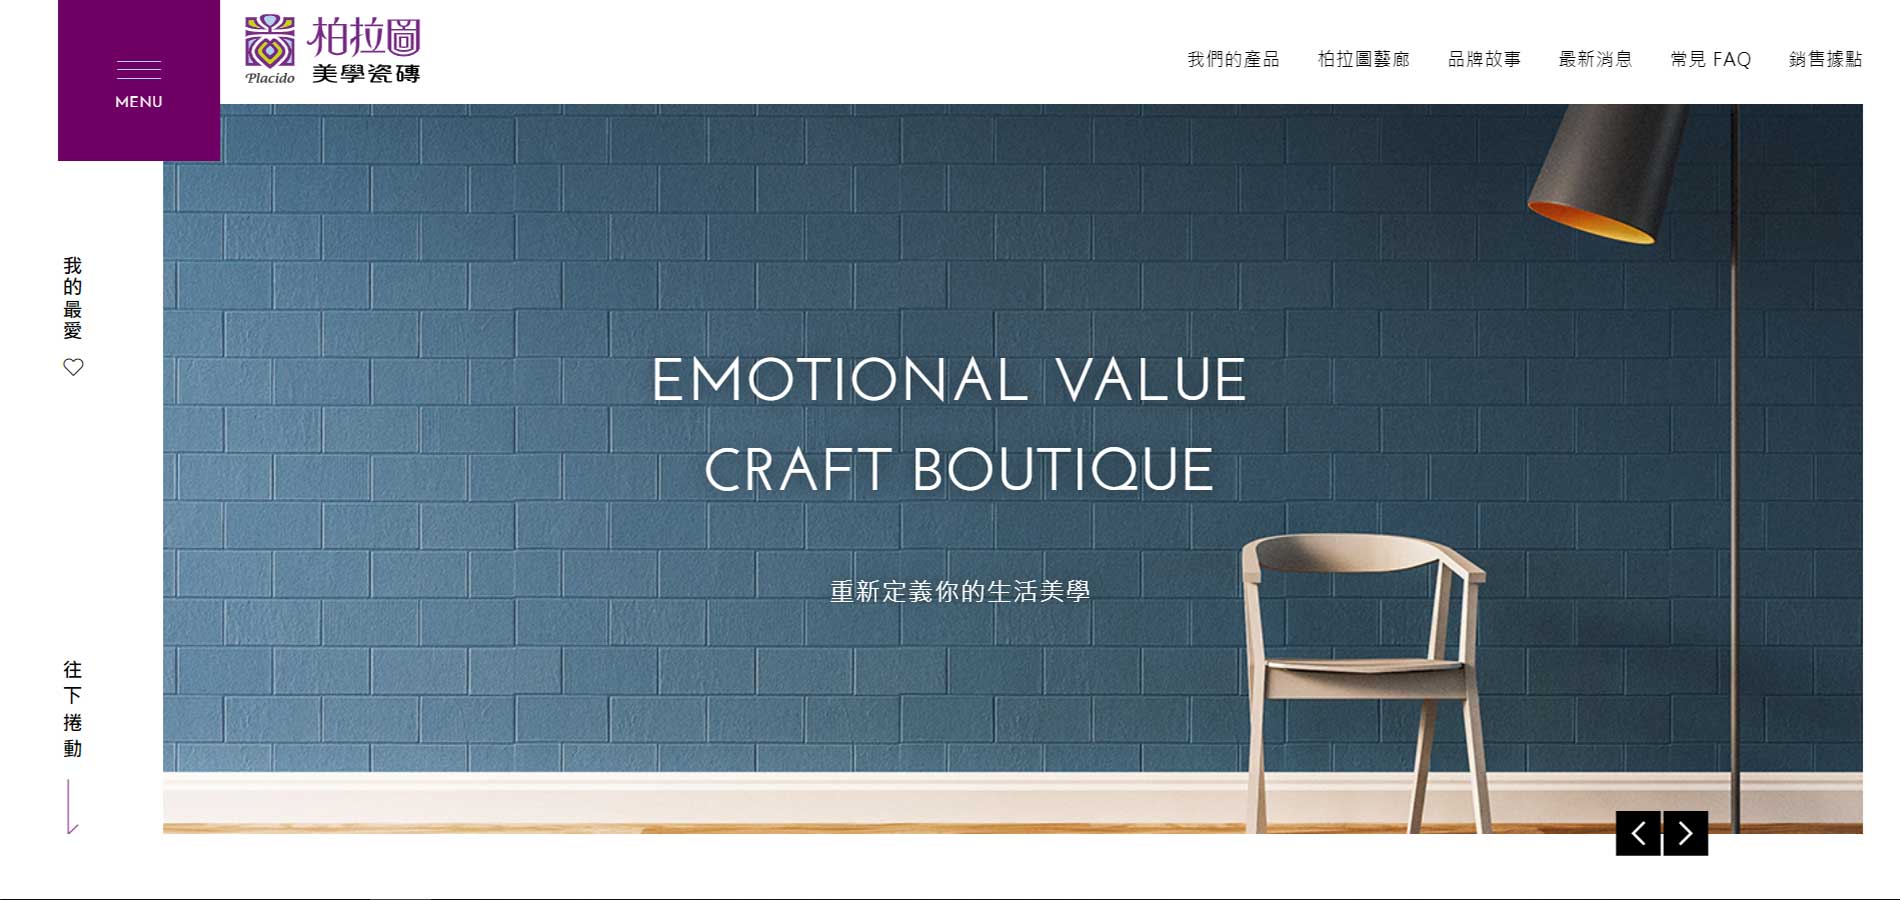 MENU
柏拉圖
Placido
美學瓷磚
我們的產品
柏拉圖藝廊
品牌故事
最新消息
常見 FAQ
銷售據點
我的最愛
EMOTIONAL VALUE
CRAFT BOUTIQUE
重新定義你的生活美學
往下捲動